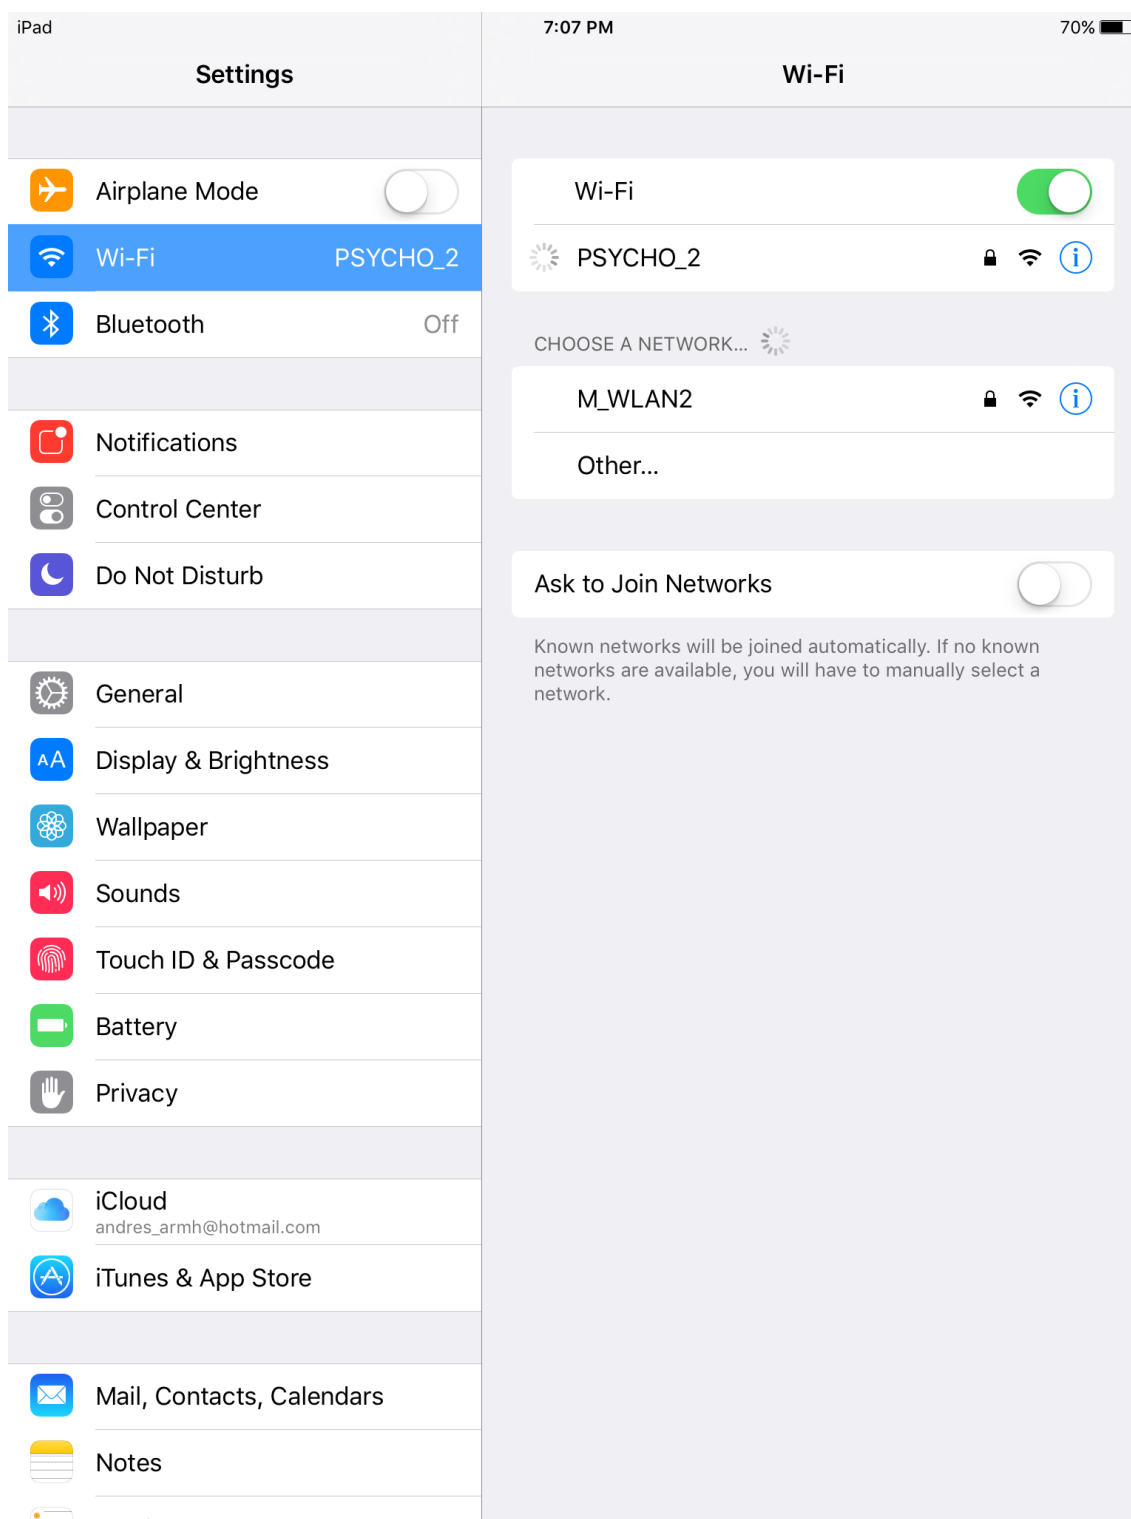 iPad
7:07 PM
70%
Settings
Wi-Fi
Airplane Mode
Wi-Fi PSYCHO_2
Bluetooth Off
Notifications
Control Center
Do Not Disturb
General
AA Display & Brightness
Wallpaper
Sounds
Touch ID & Passcode
Battery
Privacy
iCloud
andres_armh@hotmail.com
iTunes & App Store
Mail, Contacts, Calendars
Notes
Wi-Fi
PSYCHO_2
CHOOSE A NETWORK...
M_WLAN2
Other...
Ask to Join Networks
Known networks will be joined automatically. If no known
networks are available, you will have to manually select a
network.